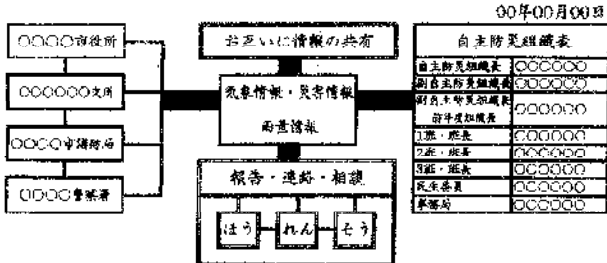 00年00月00日
〇〇〇〇市役所
〇〇〇〇〇〇支所
〇〇〇〇市消防局
〇〇〇〇警察署
お互いに情報の共有
気象情報・災害情報
雨量情報
報告・連絡・相談
ほう れん そう
自主防災組織表
自主防災組織長 〇〇〇〇〇〇
副自主防災組織長 〇〇〇〇〇〇
副自主防災組織長
前年度組織長 〇〇〇〇〇〇
1班・班長 〇〇〇〇〇〇
2班・班長 〇〇〇〇〇〇
3班・班長 〇〇〇〇〇〇
民生委員 〇〇〇〇〇〇
事務局 〇〇〇〇〇〇